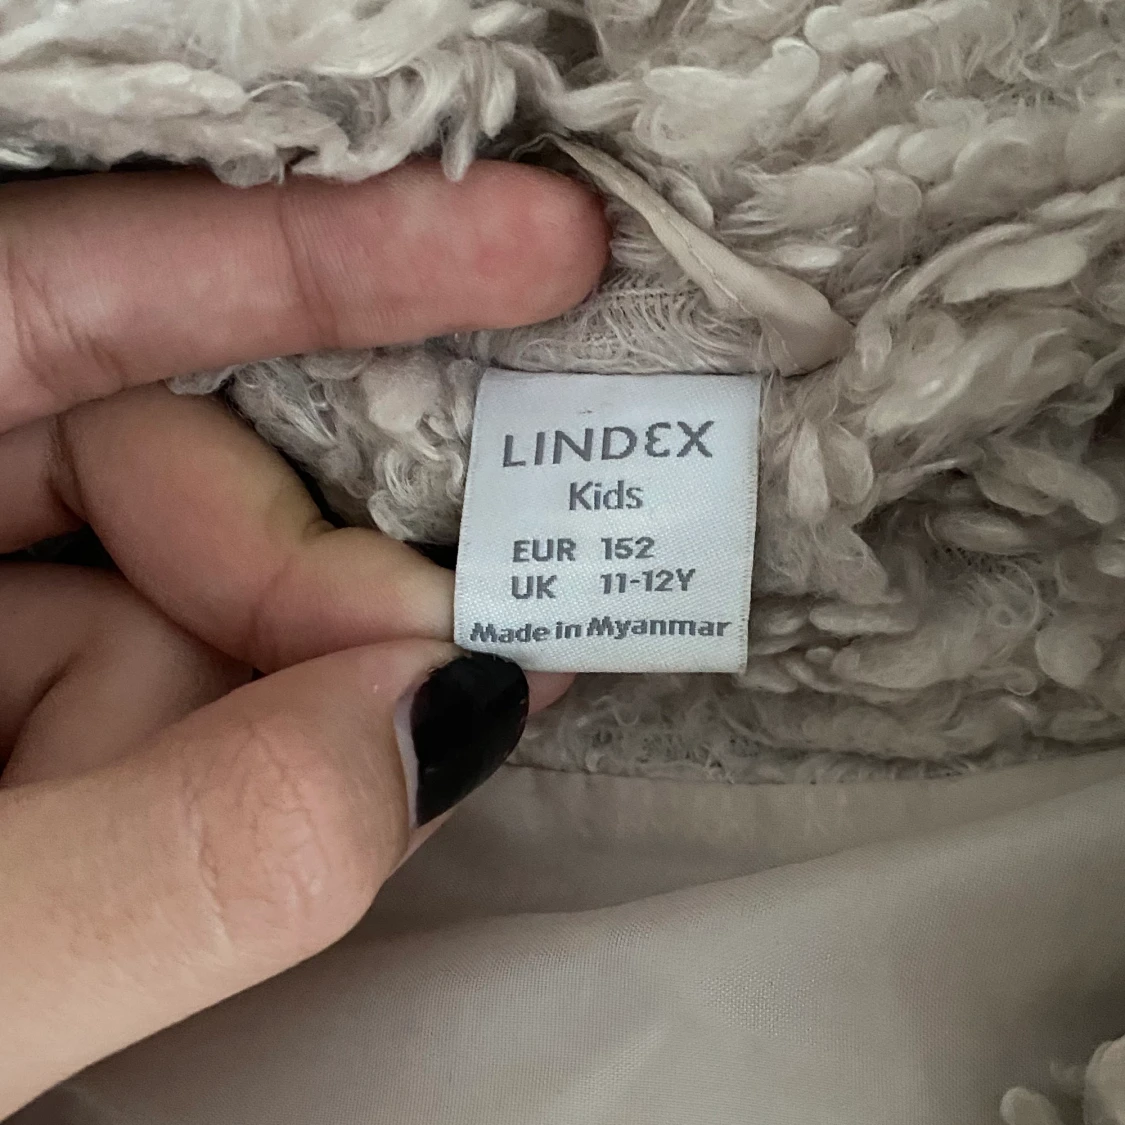 LINDEX
Kids
EUR 152
UK 11-12Y
Made in Myanmar